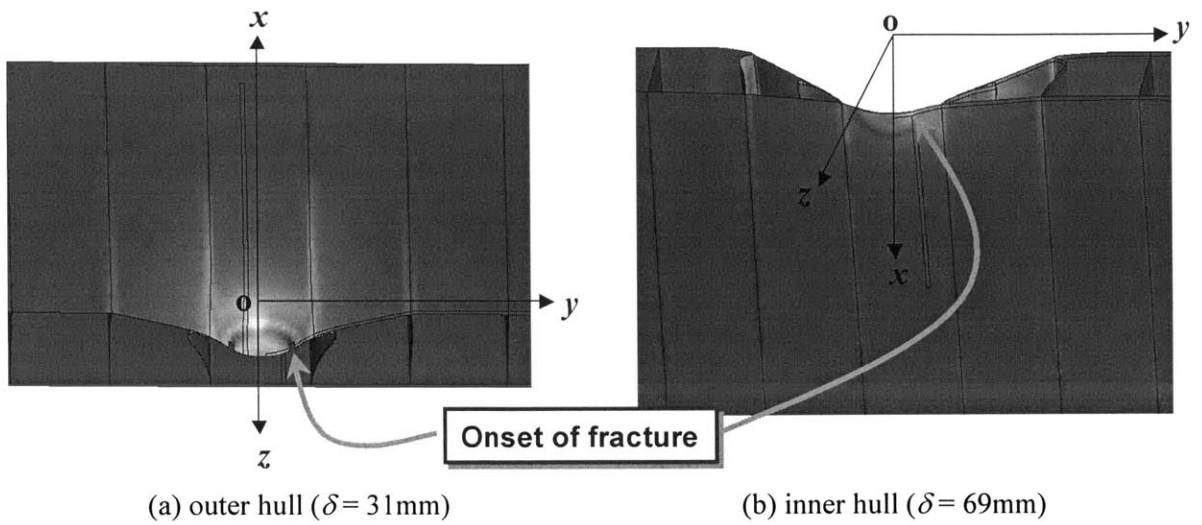 x
o
y
z
o
y
z
x
Onset of fracture
(a) outer hull (δ = 31mm)
(b) inner hull (δ = 69mm)